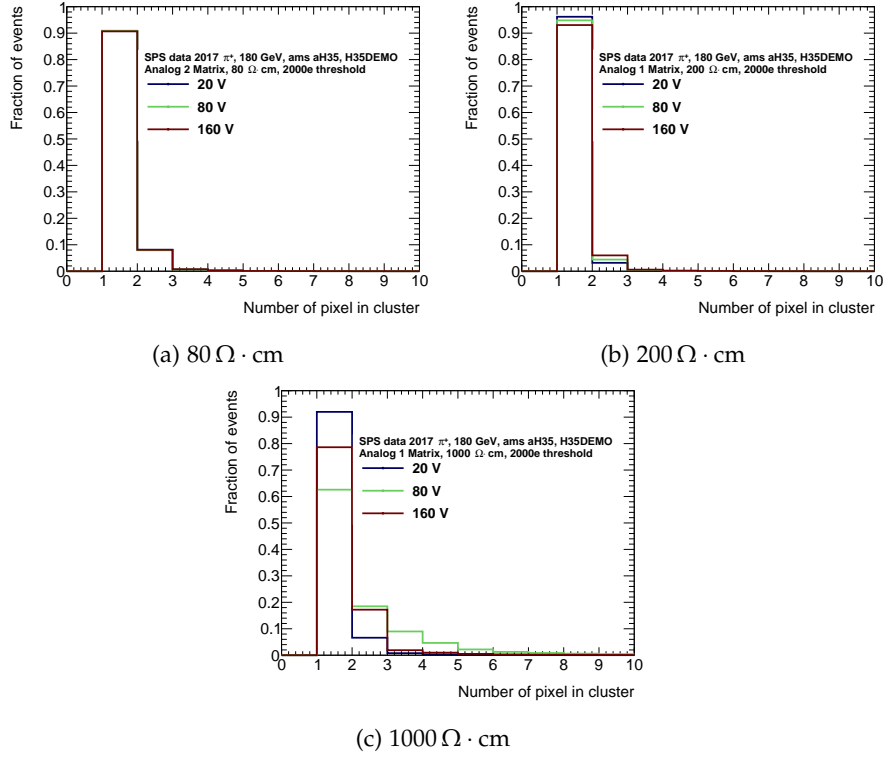 Fraction of events
1
0.9
0.8
0.7
0.6
0.5
0.4
0.3
0.2
0.1
0
SPS data 2017 π⁺, 180 GeV, ams aH35, H35DEMO
Analog 2 Matrix, 80 Ω· cm, 2000e threshold
20 V
80 V
160 V
0 1 2 3 4 5 6 7 8 9 10
Number of pixel in cluster
(a) 80 Ω · cm
Fraction of events
1
0.9
0.8
0.7
0.6
0.5
0.4
0.3
0.2
0.1
0
SPS data 2017 π⁺, 180 GeV, ams aH35, H35DEMO
Analog 1 Matrix, 200 Ω· cm, 2000e threshold
20 V
80 V
160 V
0 1 2 3 4 5 6 7 8 9 10
Number of pixel in cluster
(b) 200 Ω · cm
Fraction of events
1
0.9
0.8
0.7
0.6
0.5
0.4
0.3
0.2
0.1
0
SPS data 2017 π⁺, 180 GeV, ams aH35, H35DEMO
Analog 1 Matrix, 1000 Ω· cm, 2000e threshold
20 V
80 V
160 V
0 1 2 3 4 5 6 7 8 9 10
Number of pixel in cluster
(c) 1000 Ω · cm